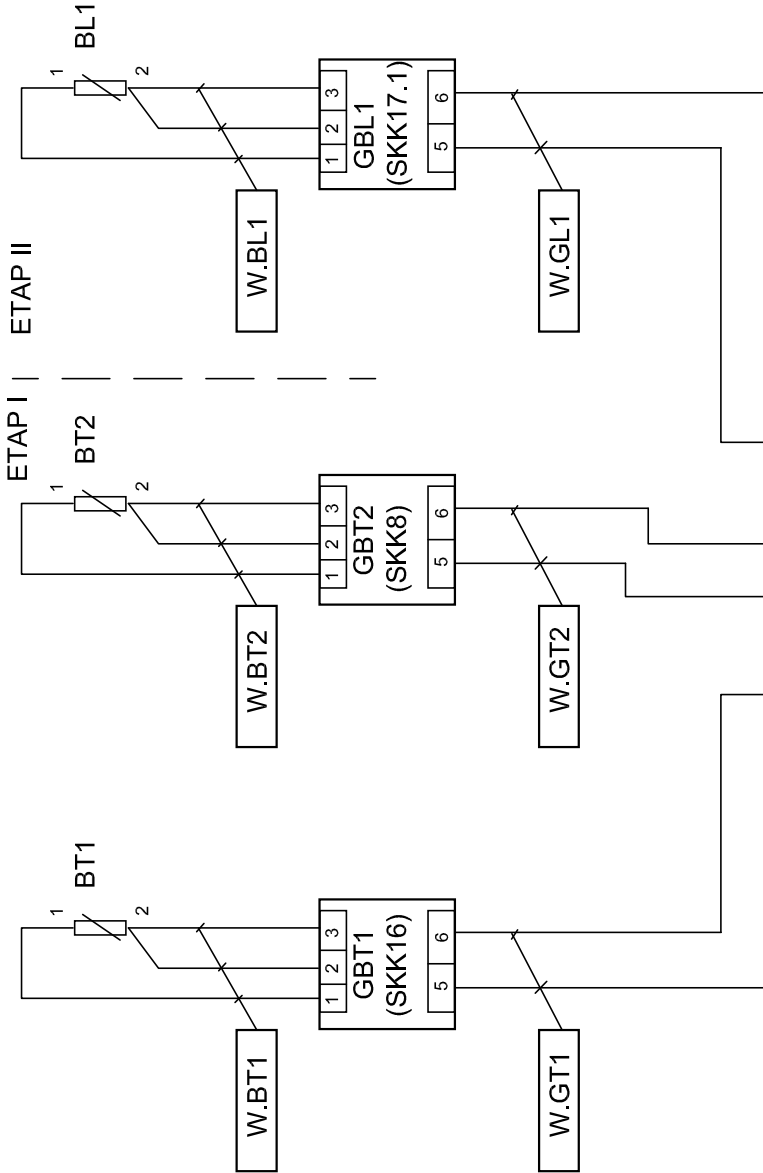 ETAP I
ETAP II
BT1
1
2
W.BT1
1 2 3
GBT1
(SKK16)
5 6
W.GT1
BT2
1
2
W.BT2
1 2 3
GBT2
(SKK8)
5 6
W.GT2
BL1
1
2
W.BL1
1 2 3
GBL1
(SKK17.1)
5 6
W.GL1